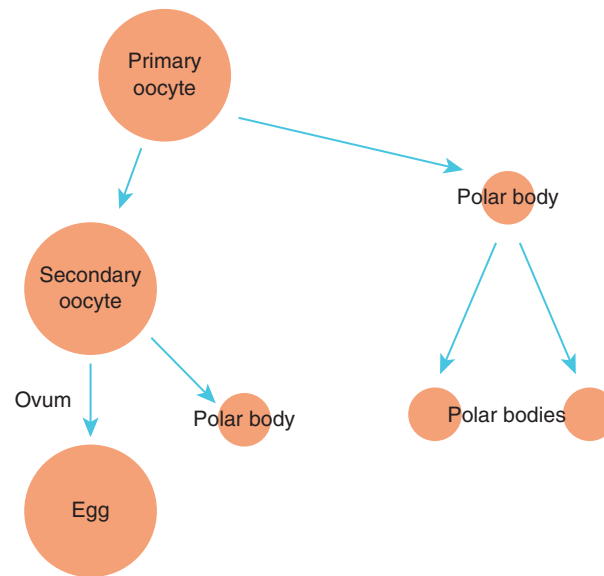 Primary
oocyte
Polar body
Secondary
oocyte
Ovum
Polar body
Polar bodies
Egg